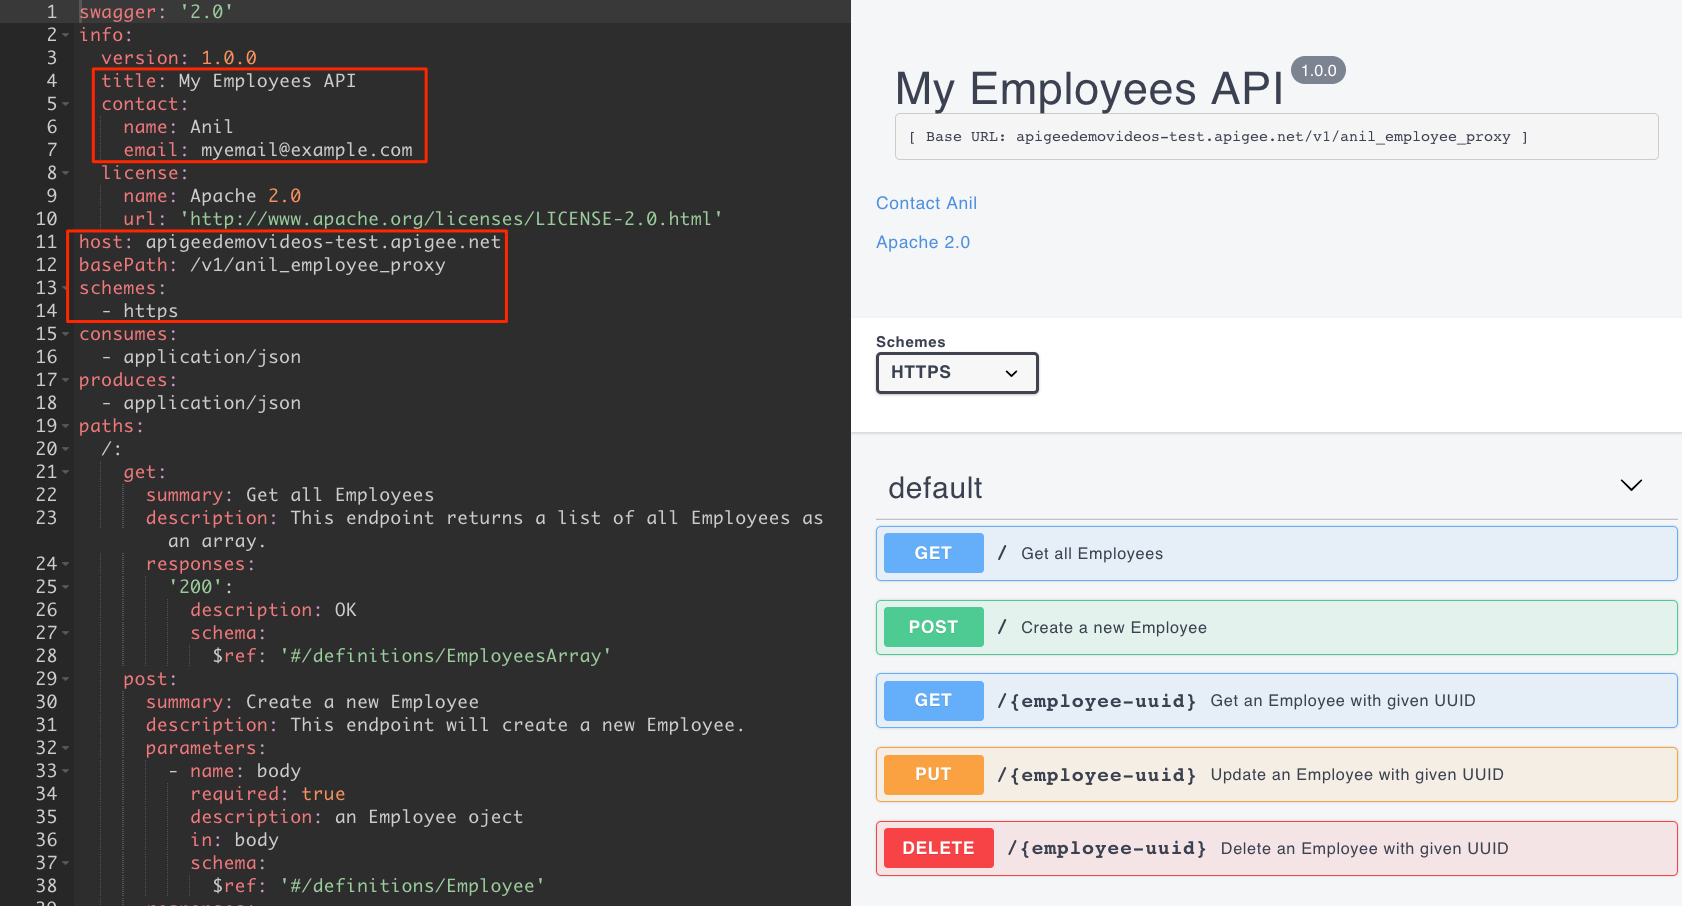 1 swagger: '2.0'
2 info:
3 version: 1.0.0
4 title: My Employees API
5 contact:
6 name: Anil
7 email: myemail@example.com
8 license:
9 name: Apache 2.0
10 url: 'http://www.apache.org/licenses/LICENSE-2.0.html'
11 host: apigeedemovideos-test.apigee.net
12 basePath: /v1/anil_employee_proxy
13 schemes:
14 - https
15 consumes:
16 - application/json
17 produces:
18 - application/json
19 paths:
20 /:
21 get:
22 summary: Get all Employees
23 description: This endpoint returns a list of all Employees as
an array.
24 responses:
25 '200':
26 description: OK
27 schema:
28 $ref: '#/definitions/EmployeesArray'
29 post:
30 summary: Create a new Employee
31 description: This endpoint will create a new Employee.
32 parameters:
33 - name: body
34 required: true
35 description: an Employee oject
36 in: body
37 schema:
38 $ref: '#/definitions/Employee'
My Employees API 1.0.0
[ Base URL: apigeedemovideos-test.apigee.net/v1/anil_employee_proxy ]
Contact Anil
Apache 2.0
Schemes
HTTPS
default
GET / Get all Employees
POST / Create a new Employee
GET /{employee-uuid} Get an Employee with given UUID
PUT /{employee-uuid} Update an Employee with given UUID
DELETE /{employee-uuid} Delete an Employee with given UUID